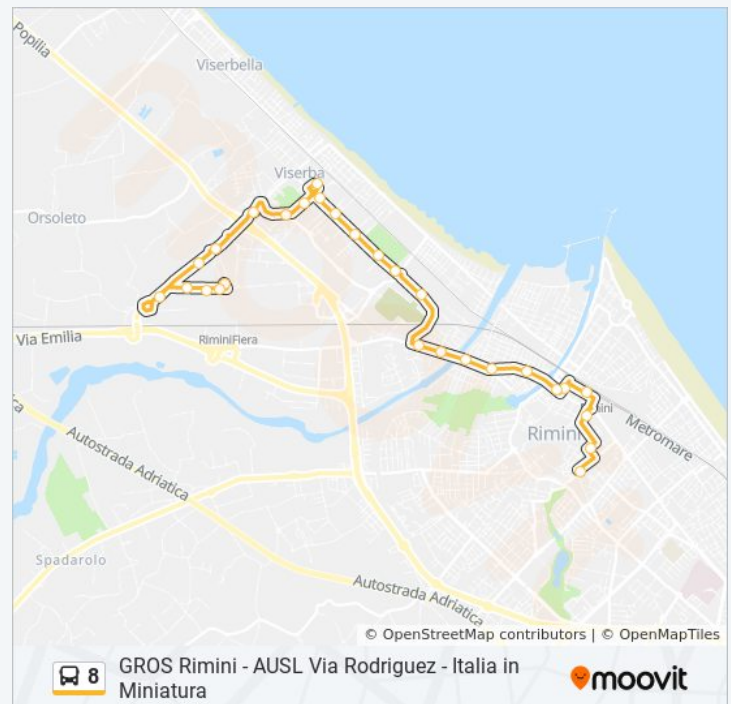 Popilia
Viserbella
Viserba
Orsoleto
Via Emilia
RiminiFiera
Rimini
Metromare
Autostrada Adriatica
Spadarolo
Autostrada Adriatica
© OpenStreetMap contributors | © OpenMapTiles
8
GROS Rimini - AUSL Via Rodriguez - Italia in
Miniatura
moovit